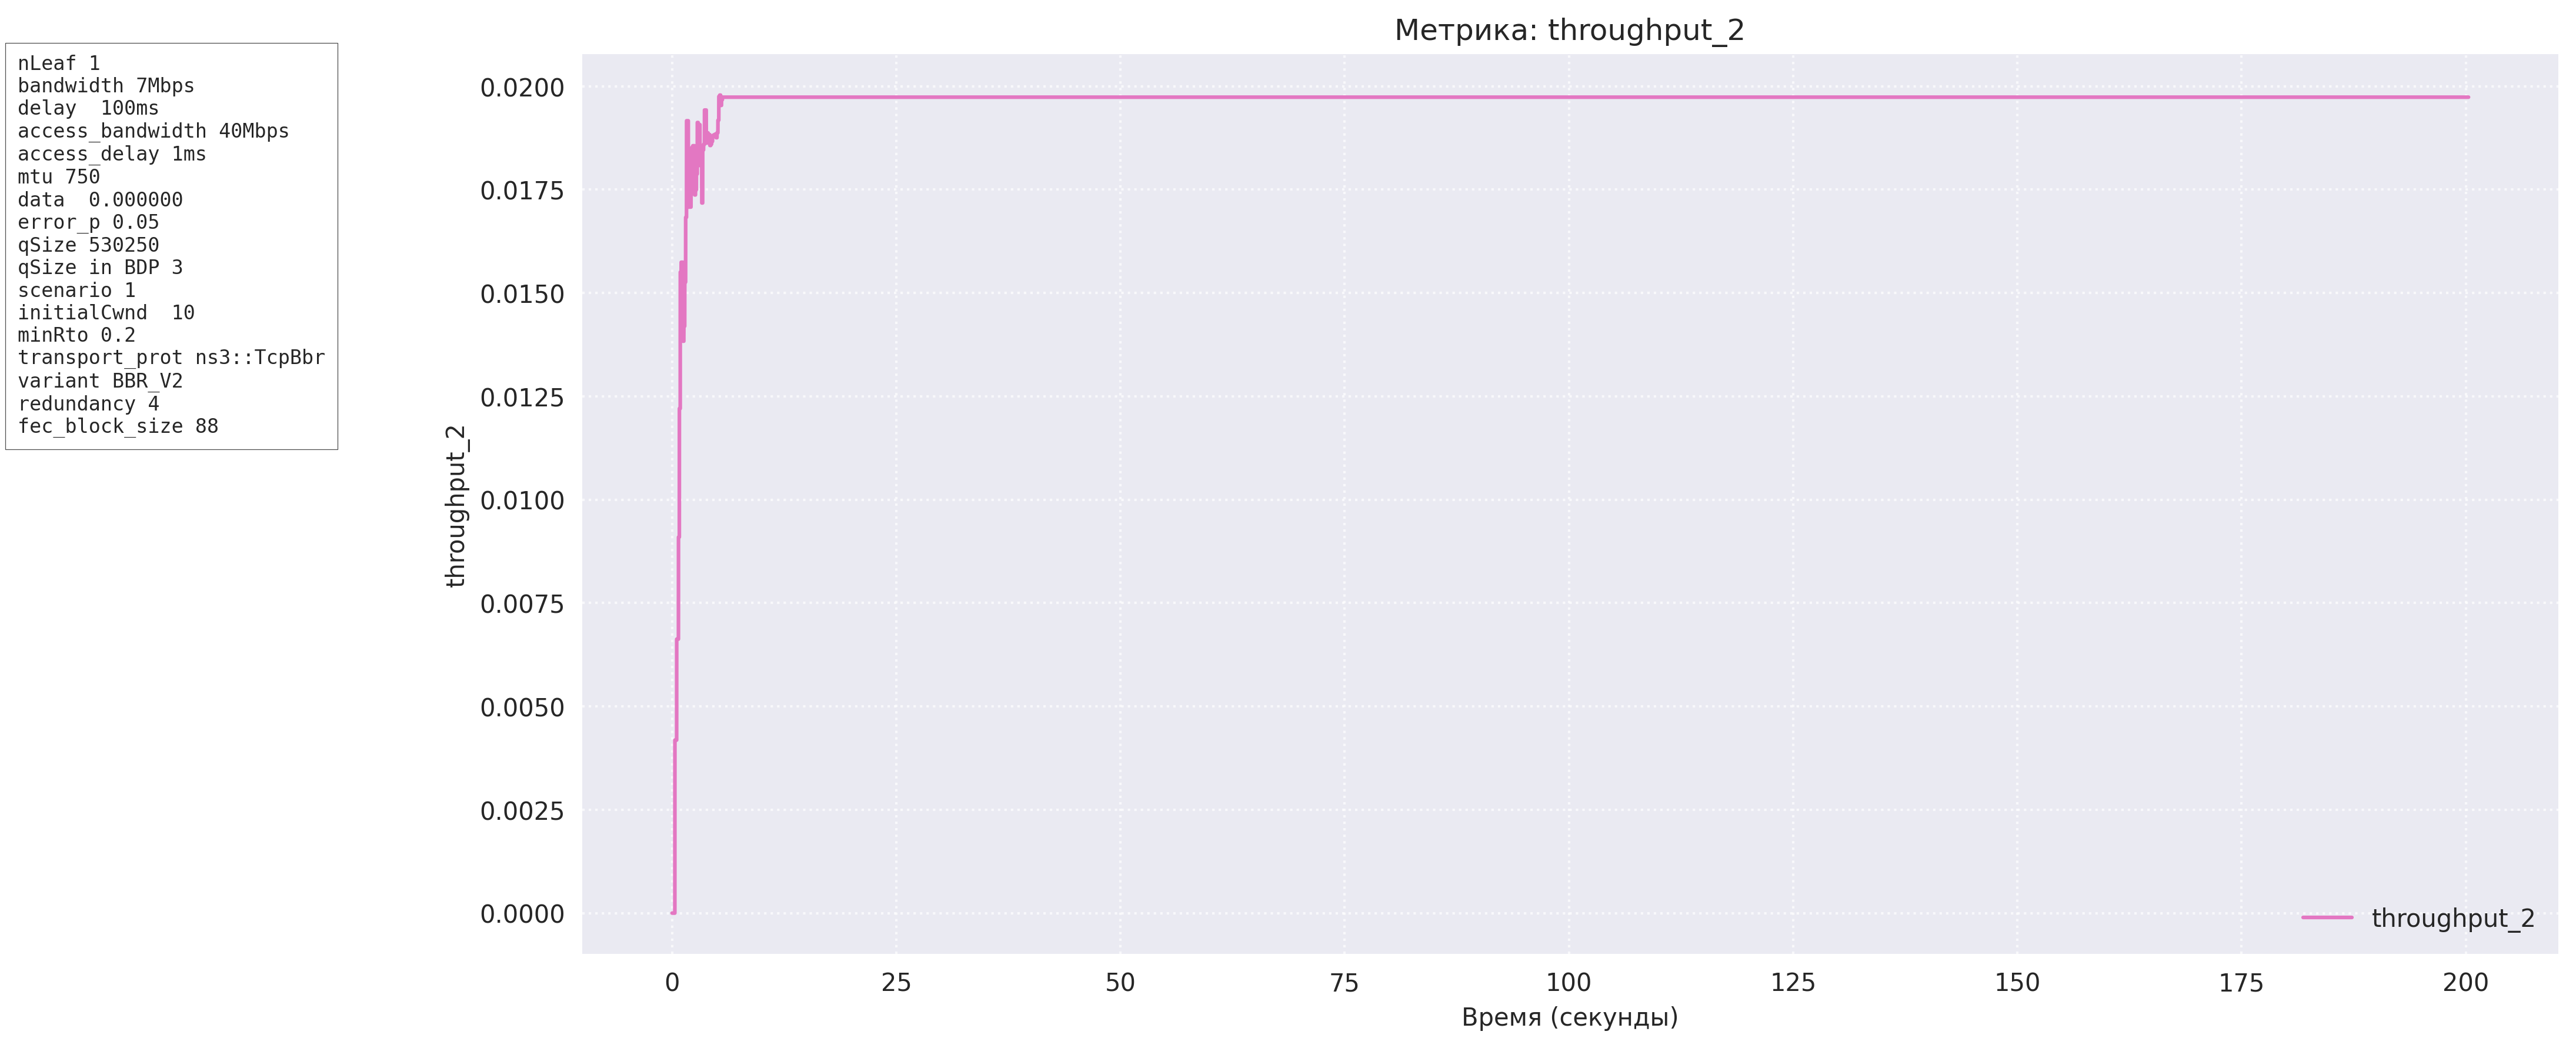 Метрика: throughput_2
nLeaf 1
bandwidth 7Mbps
delay  100ms
access_bandwidth 40Mbps
access_delay 1ms
mtu 750
data  0.000000
error_p 0.05
qSize 530250
qSize in BDP 3
scenario 1
initialCwnd  10
minRto 0.2
transport_prot ns3::TcpBbr
variant BBR_V2
redundancy 4
fec_block_size 88
throughput_2
0.0200
0.0175
0.0150
0.0125
0.0100
0.0075
0.0050
0.0025
0.0000
throughput_2
0 25 50 75 100 125 150 175 200
Время (секунды)